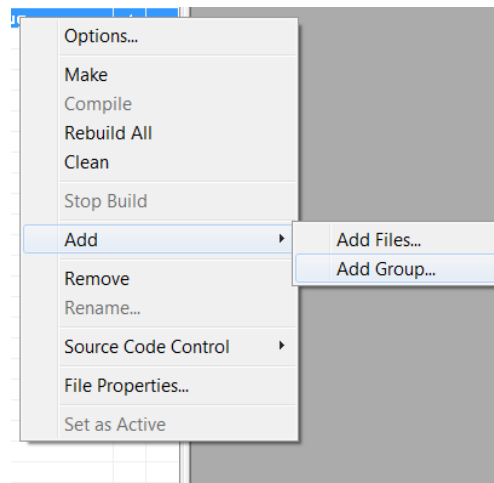 Options...
Make
Compile
Rebuild All
Clean
Stop Build
Add
Add Files...
Add Group...
Remove
Rename...
Source Code Control
File Properties...
Set as Active